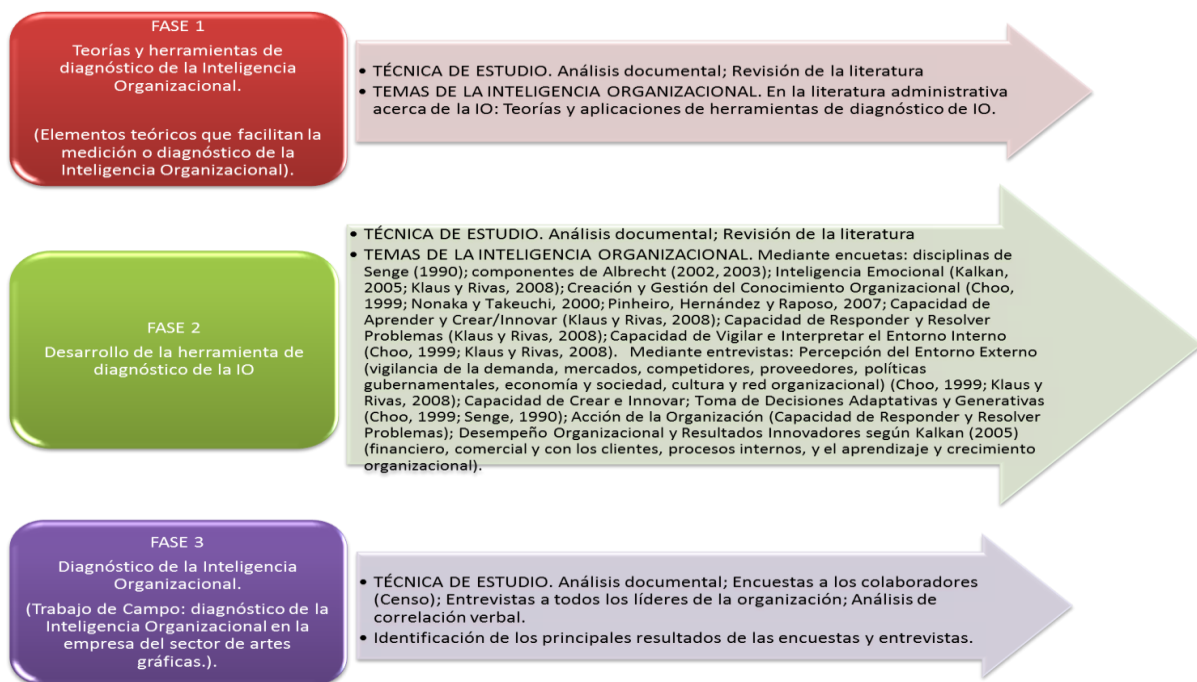 FASE 1
Teorías y herramientas de
diagnóstico de la Inteligencia
Organizacional.
(Elementos teóricos que facilitan la
medición o diagnóstico de la
Inteligencia Organizacional).
• TÉCNICA DE ESTUDIO. Análisis documental; Revisión de la literatura
• TEMAS DE LA INTELIGENCIA ORGANIZACIONAL. En la literatura administrativa
acerca de la IO: Teorías y aplicaciones de herramientas de diagnóstico de IO.
FASE 2
Desarrollo de la herramienta de
diagnóstico de la IO
• TÉCNICA DE ESTUDIO. Análisis documental; Revisión de la literatura
• TEMAS DE LA INTELIGENCIA ORGANIZACIONAL. Mediante encuetas: disciplinas de
Senge (1990); componentes de Albrecht (2002, 2003); Inteligencia Emocional (Kalkan,
2005; Klaus y Rivas, 2008); Creación y Gestión del Conocimiento Organizacional (Choo,
1999; Nonaka y Takeuchi, 2000; Pinheiro, Hernández y Raposo, 2007; Capacidad de
Aprender y Crear/Innovar (Klaus y Rivas, 2008); Capacidad de Responder y Resolver
Problemas (Klaus y Rivas, 2008); Capacidad de Vigilar e Interpretar el Entorno Interno
(Choo, 1999; Klaus y Rivas, 2008). Mediante entrevistas: Percepción del Entorno Externo
(vigilancia de la demanda, mercados, competidores, proveedores, políticas
gubernamentales, economía y sociedad, cultura y red organizacional) (Choo, 1999; Klaus y
Rivas, 2008); Capacidad de Crear e Innovar; Toma de Decisiones Adaptativas y Generativas
(Choo, 1999; Senge, 1990); Acción de la Organización (Capacidad de Responder y Resolver
Problemas); Desempeño Organizacional y Resultados Innovadores según Kalkan (2005)
(financiero, comercial y con los clientes, procesos internos, y el aprendizaje y crecimiento
organizacional).
FASE 3
Diagnóstico de la Inteligencia
Organizacional.
(Trabajo de Campo: diagnóstico de la
Inteligencia Organizacional en la
empresa del sector de artes
gráficas.).
• TÉCNICA DE ESTUDIO. Análisis documental; Encuestas a los colaboradores
(Censo); Entrevistas a todos los líderes de la organización; Análisis de
correlación verbal.
• Identificación de los principales resultados de las encuestas y entrevistas.